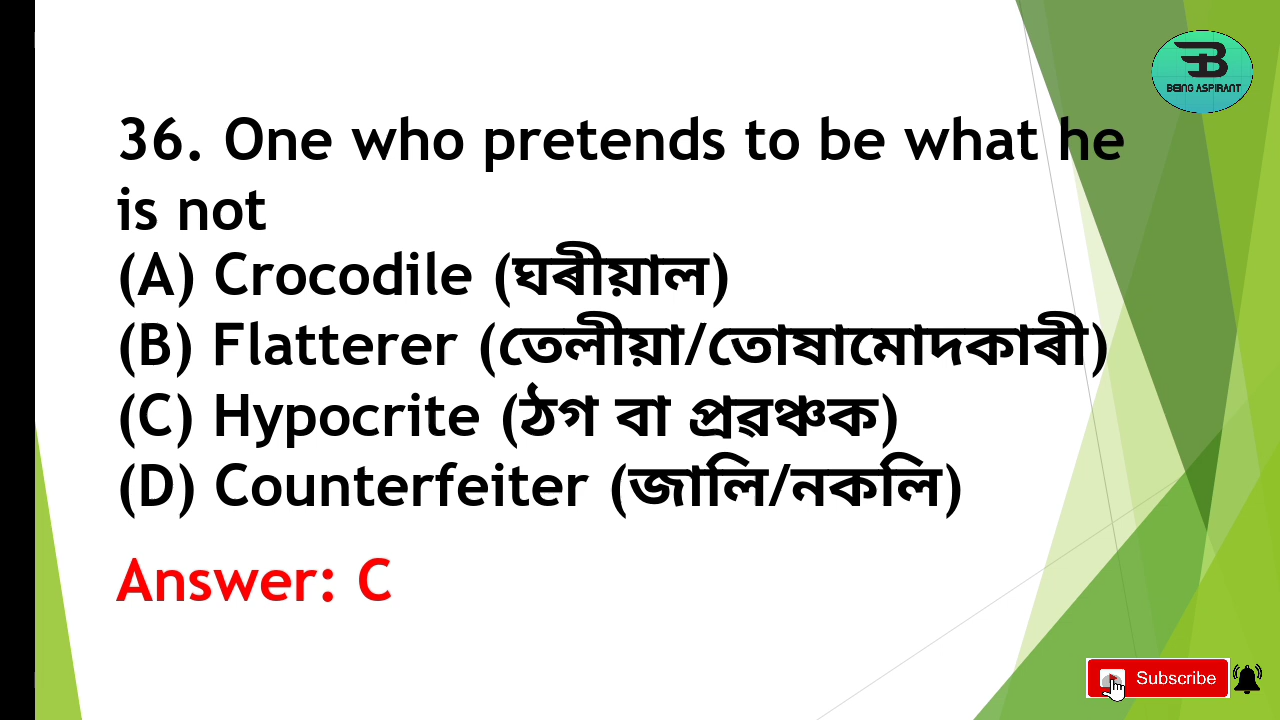 BEING ASPIRANT
36. One who pretends to be what he
is not
(A) Crocodile (ঘৰীয়াল)
(B) Flatterer (তেলীয়া/তোষামোদকাৰী)
(C) Hypocrite (ঠগ বা প্ৰৱঞ্চক)
(D) Counterfeiter (জালি/নকলি)
Answer: C
Subscribe